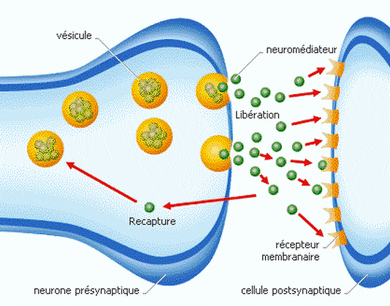 vésicule
neuromédiateur
Libération
Recapture
récepteur
membranaire
neurone présynaptique
cellule postsynaptique